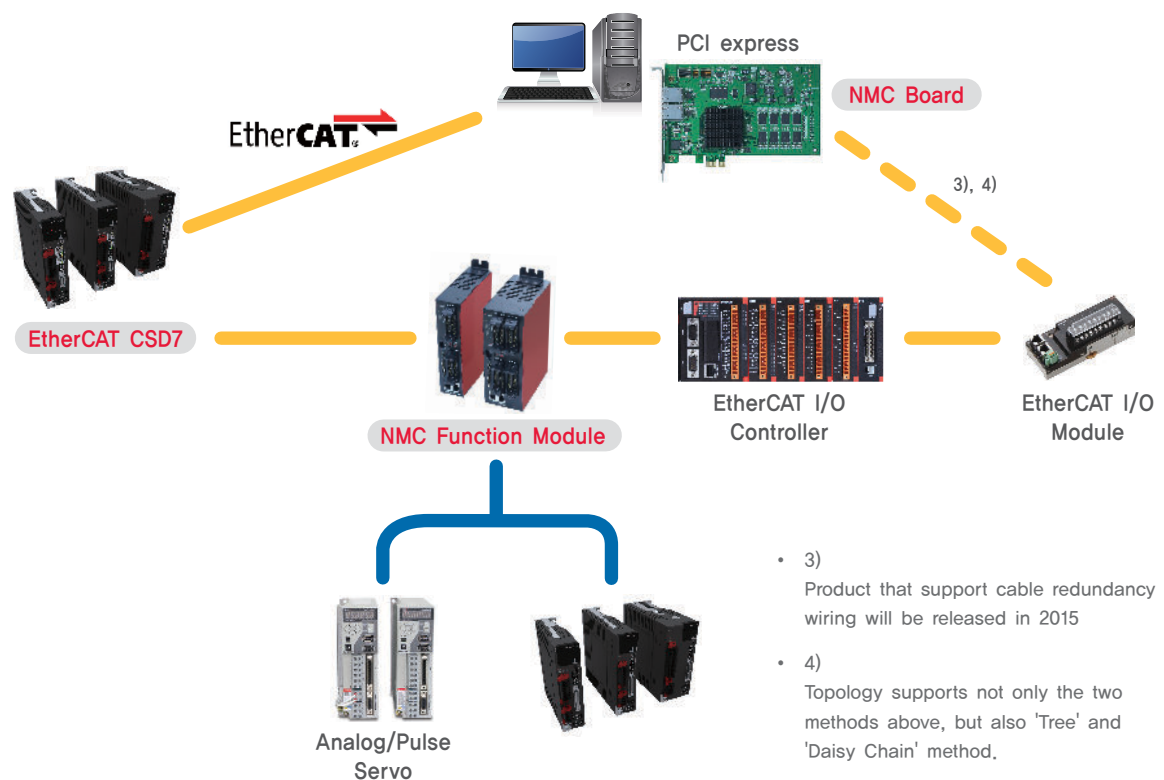 PCI express
NMC Board
EtherCAT
3), 4)
EtherCAT CSD7
NMC Function Module
EtherCAT I/O
Controller
EtherCAT I/O
Module
Analog/Pulse
Servo
• 3)
Product that support cable redundancy
wiring will be released in 2015
• 4)
Topology supports not only the two
methods above, but also 'Tree' and
'Daisy Chain' method.